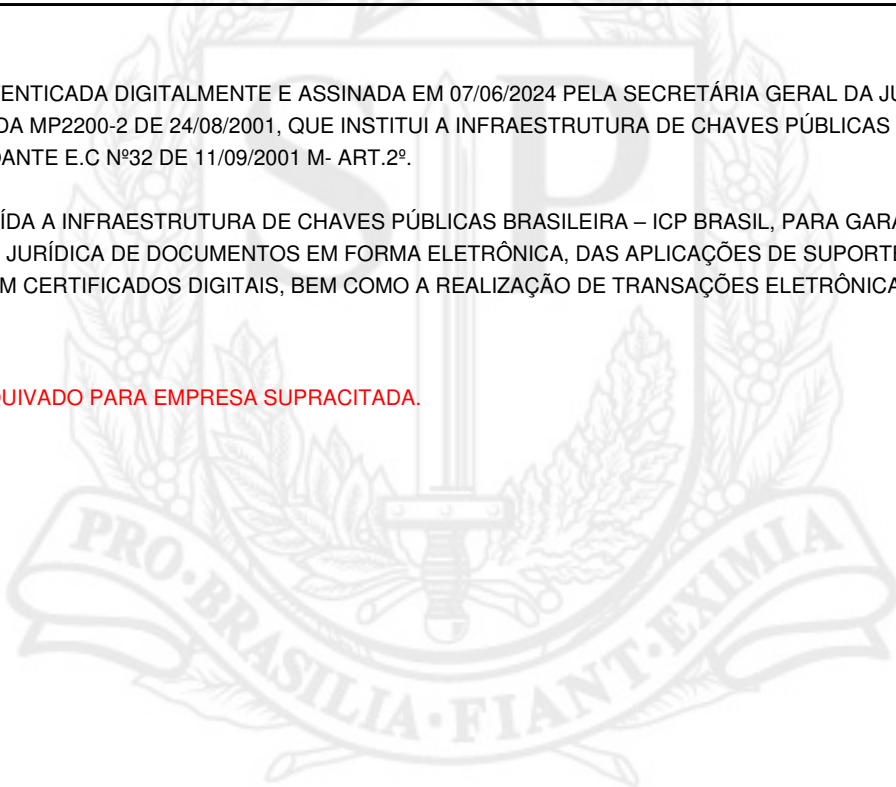 ENTICADA DIGITALMENTE E ASSINADA EM 07/06/2024 PELA SECRETÁRIA GERAL DA JU
DA MP2200-2 DE 24/08/2001, QUE INSTITUI A INFRAESTRUTURA DE CHAVES PÚBLICAS
DANTE E.C Nº32 DE 11/09/2001 M- ART.2º.
ÍDA A INFRAESTRUTURA DE CHAVES PÚBLICAS BRASILEIRA – ICP BRASIL, PARA GARA
JURÍDICA DE DOCUMENTOS EM FORMA ELETRÔNICA, DAS APLICAÇÕES DE SUPORTE
M CERTIFICADOS DIGITAIS, BEM COMO A REALIZAÇÃO DE TRANSAÇÕES ELETRÔNICA
UIVADO PARA EMPRESA SUPRACITADA.
SP
PRO·BRASILIA·FIANT·EXIMIA